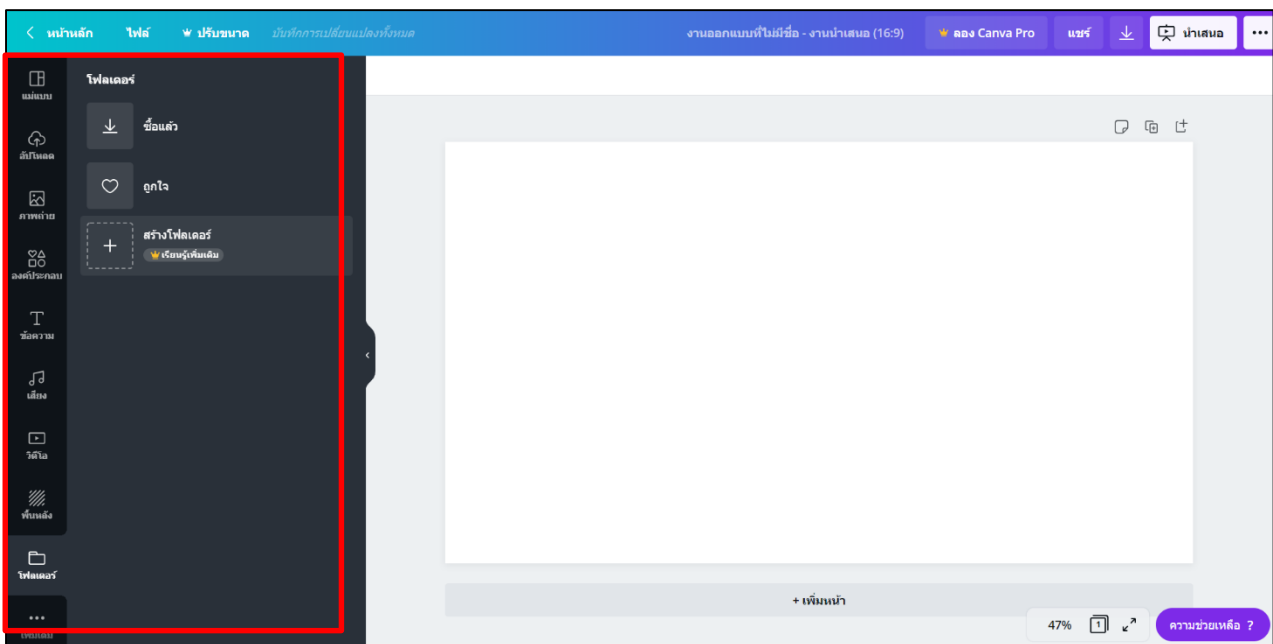 หน้าหลัก ไฟล์ ปรับขนาด บันทึกการเปลี่ยนแปลงทั้งหมด งานออกแบบที่ไม่มีชื่อ - งานนำเสนอ (16:9) ลอง Canva Pro แชร์ นำเสนอ
แม่แบบ
อัปโหลด
ภาพถ่าย
องค์ประกอบ
ข้อความ
เสียง
วิดีโอ
พื้นหลัง
โฟลเดอร์
เพิ่มเติม
โฟลเดอร์
ซื้อแล้ว
ถูกใจ
สร้างโฟลเดอร์
เรียนรู้เพิ่มเติม
+ เพิ่มหน้า
47% 1 ความช่วยเหลือ ?